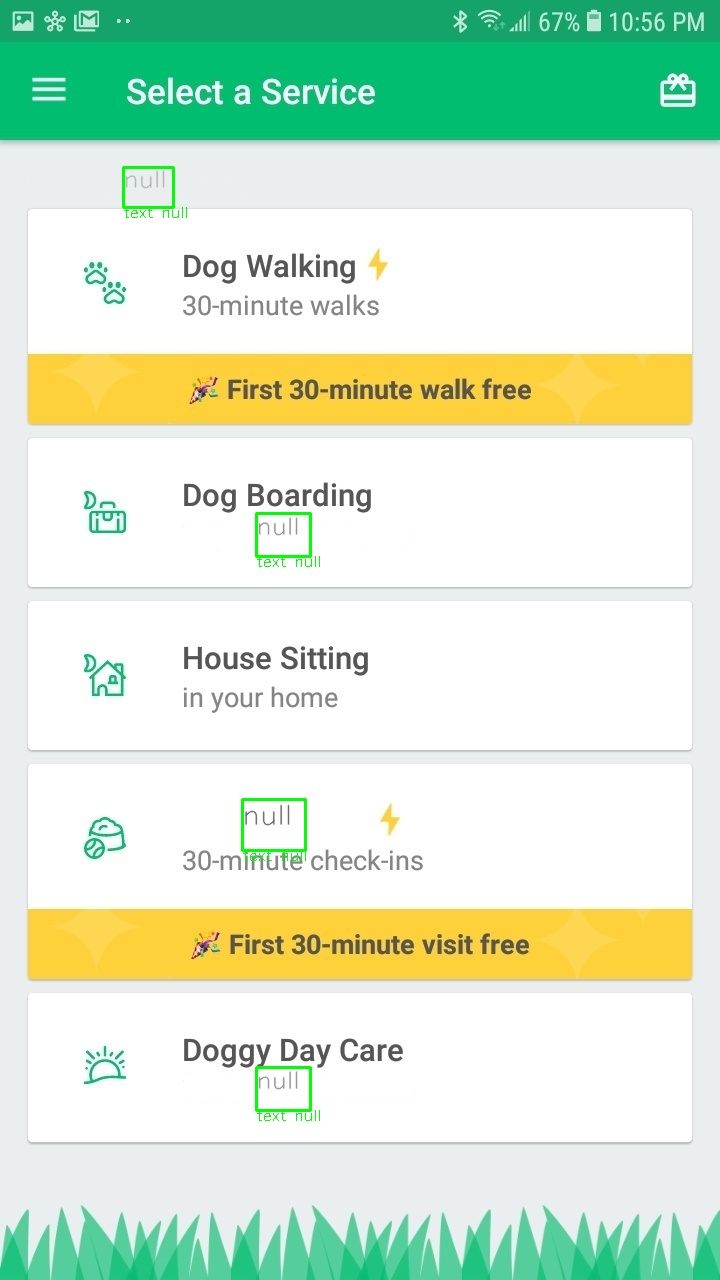 67% 10:56 PM
Select a Service
null
text null
Dog Walking
30-minute walks
First 30-minute walk free
Dog Boarding
null
text null
House Sitting
in your home
null
text null
30-minute check-ins
First 30-minute visit free
Doggy Day Care
null
text null